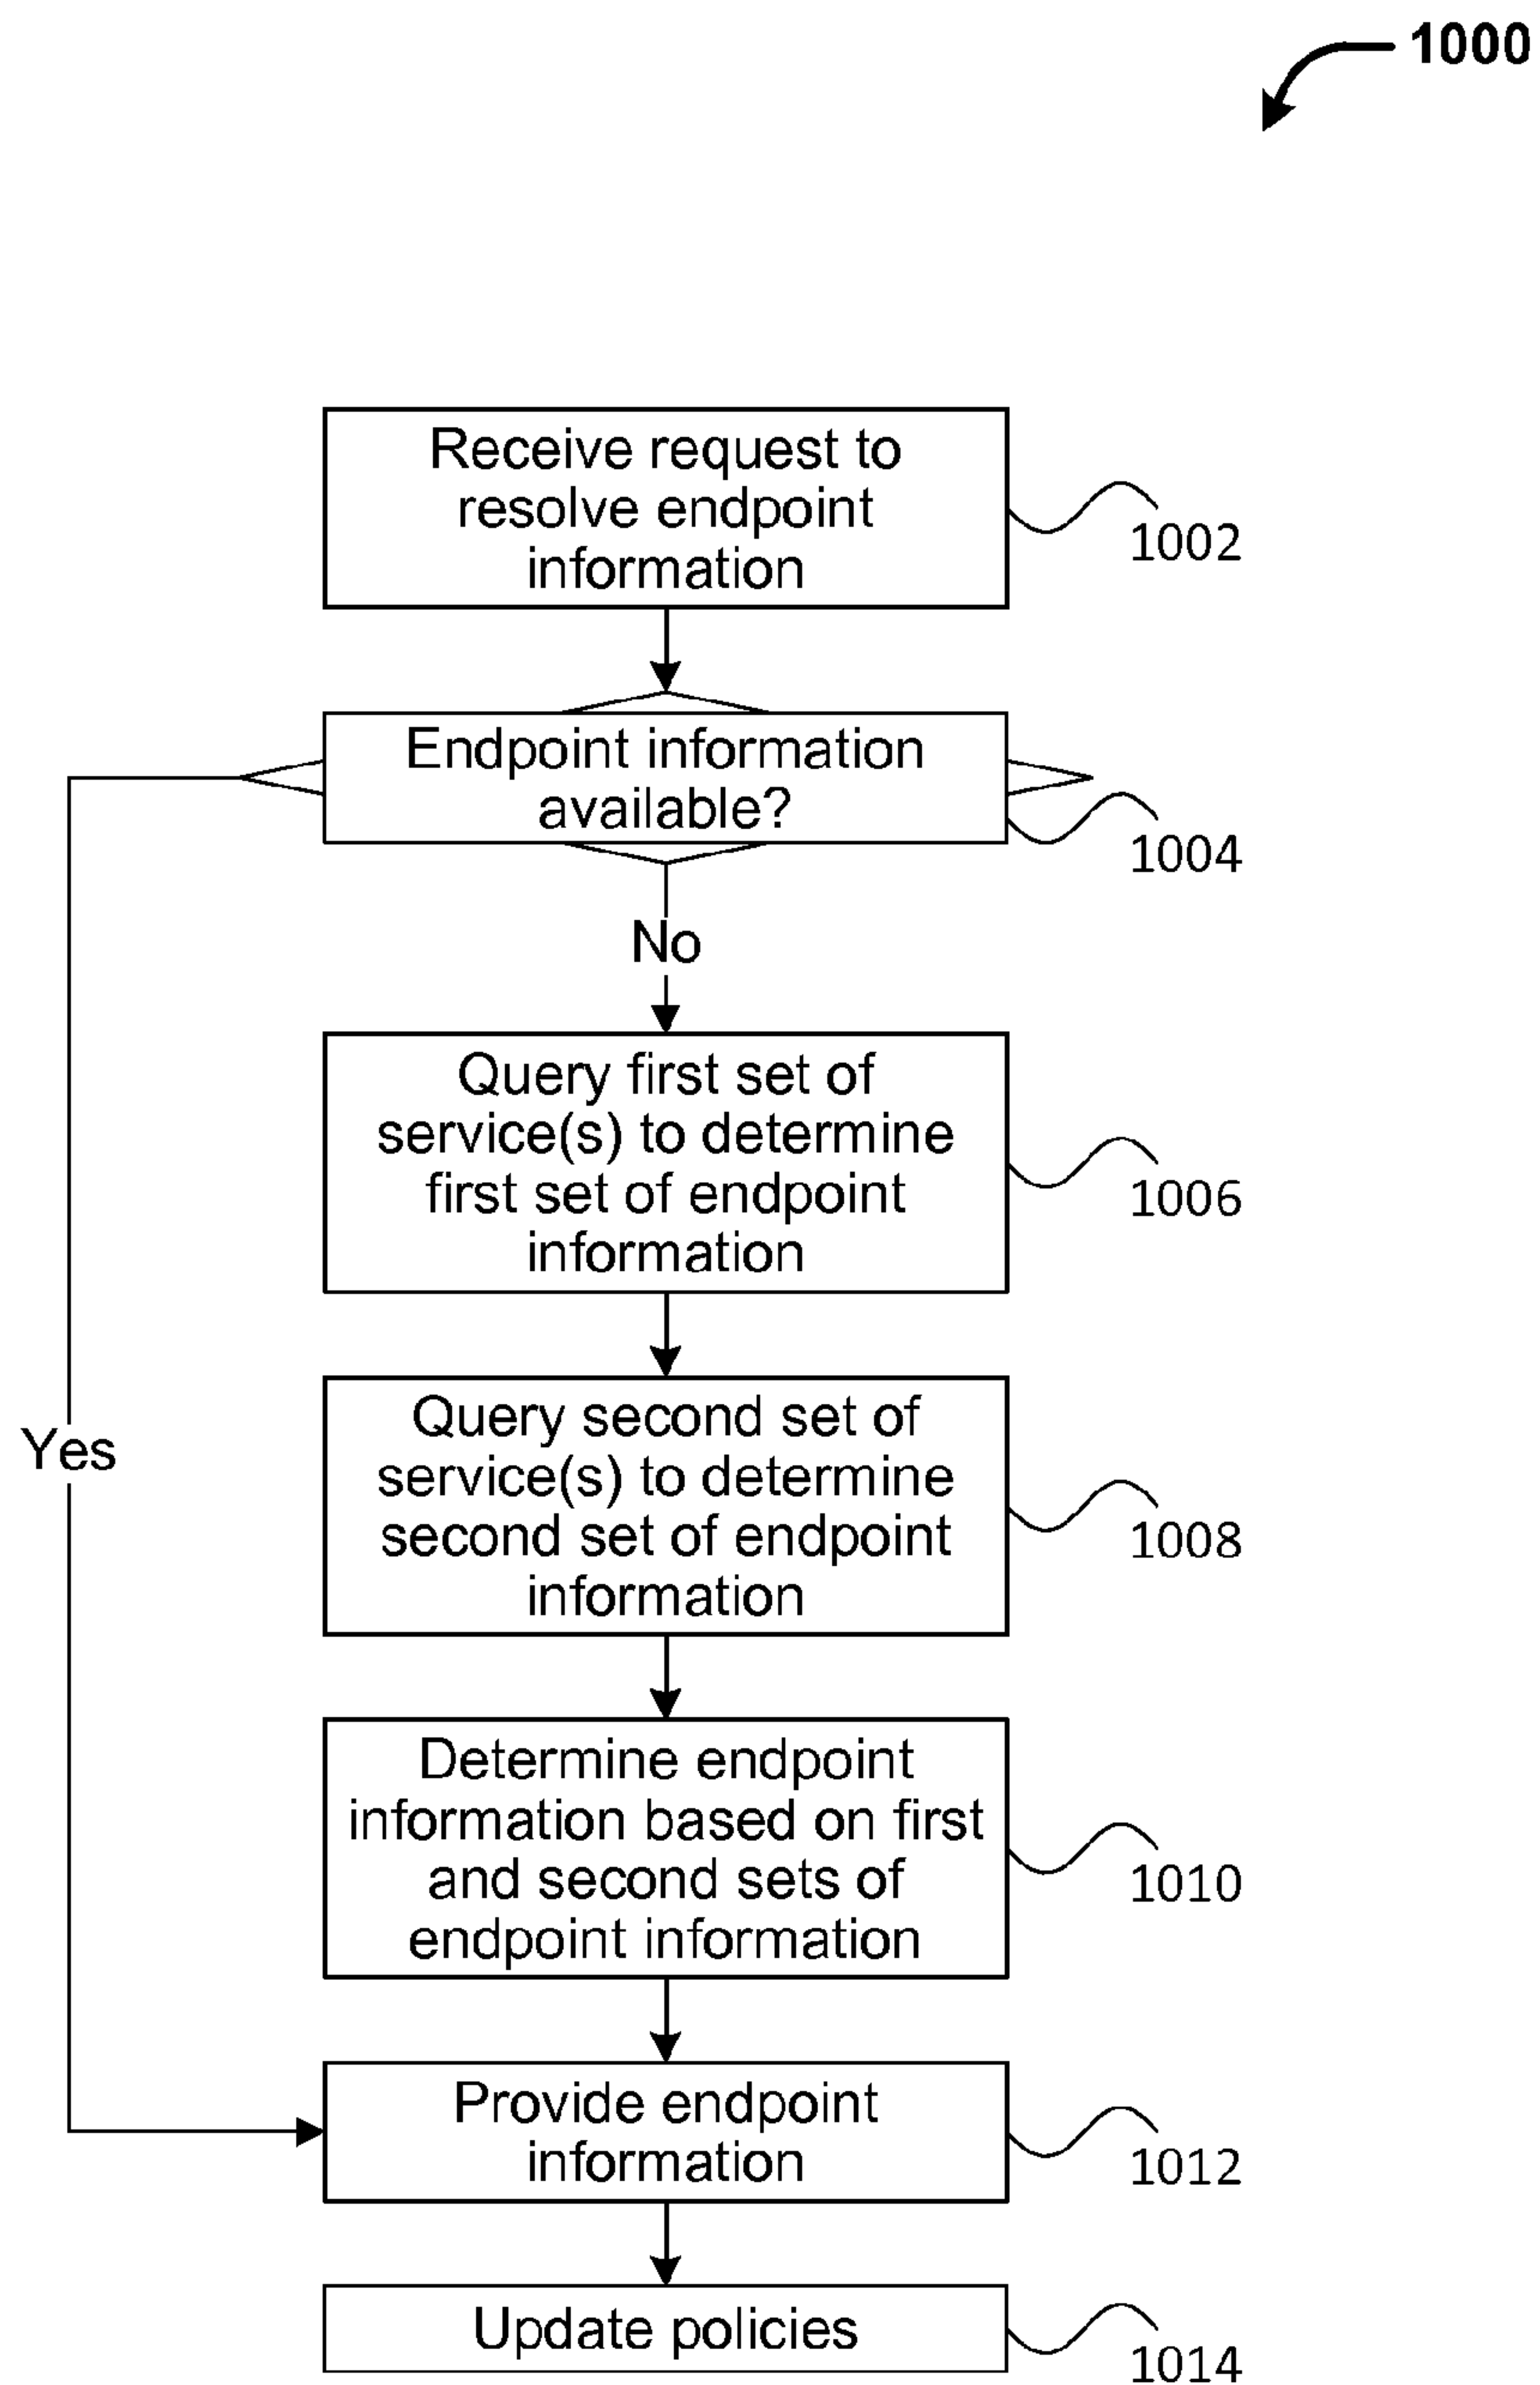 1000
Receive request to
resolve endpoint
information
1002
Endpoint information
available?
1004
No
Query first set of
service(s) to determine
first set of endpoint
information
1006
Yes
Query second set of
service(s) to determine
second set of endpoint
information
1008
Determine endpoint
information based on first
and second sets of
endpoint information
1010
Provide endpoint
information
1012
Update policies
1014